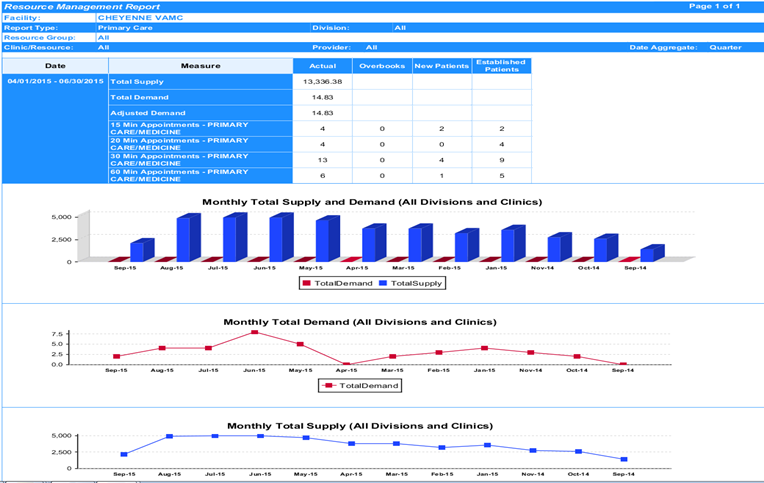 Resource Management Report Page 1 of 1
Facility: CHEYENNE VAMC
Report Type: Primary Care Division: All
Resource Group: All
Clinic/Resource: All Provider: All Date Aggregate: Quarter
Date Measure Actual Overbooks New Patients Established Patients
04/01/2015 - 06/30/2015 Total Supply 13,336.38
Total Demand 14.83
Adjusted Demand 14.83
15 Min Appointments - PRIMARY
CARE/MEDICINE 4 0 2 2
20 Min Appointments - PRIMARY
CARE/MEDICINE 4 0 0 4
30 Min Appointments - PRIMARY
CARE/MEDICINE 13 0 4 9
60 Min Appointments - PRIMARY
CARE/MEDICINE 6 0 1 5
Monthly Total Supply and Demand (All Divisions and Clinics)
5,000
2,500
0
Sep-15 Aug-15 Jul-15 Jun-15 May-15 Apr-15 Mar-15 Feb-15 Jan-15 Nov-14 Oct-14 Sep-14
TotalDemand TotalSupply
Monthly Total Demand (All Divisions and Clinics)
7.5
5.0
2.5
0.0
Sep-15 Aug-15 Jul-15 Jun-15 May-15 Apr-15 Mar-15 Feb-15 Jan-15 Nov-14 Oct-14 Sep-14
TotalDemand
Monthly Total Supply (All Divisions and Clinics)
5,000
2,500
0
Sep-15 Aug-15 Jul-15 Jun-15 May-15 Apr-15 Mar-15 Feb-15 Jan-15 Nov-14 Oct-14 Sep-14